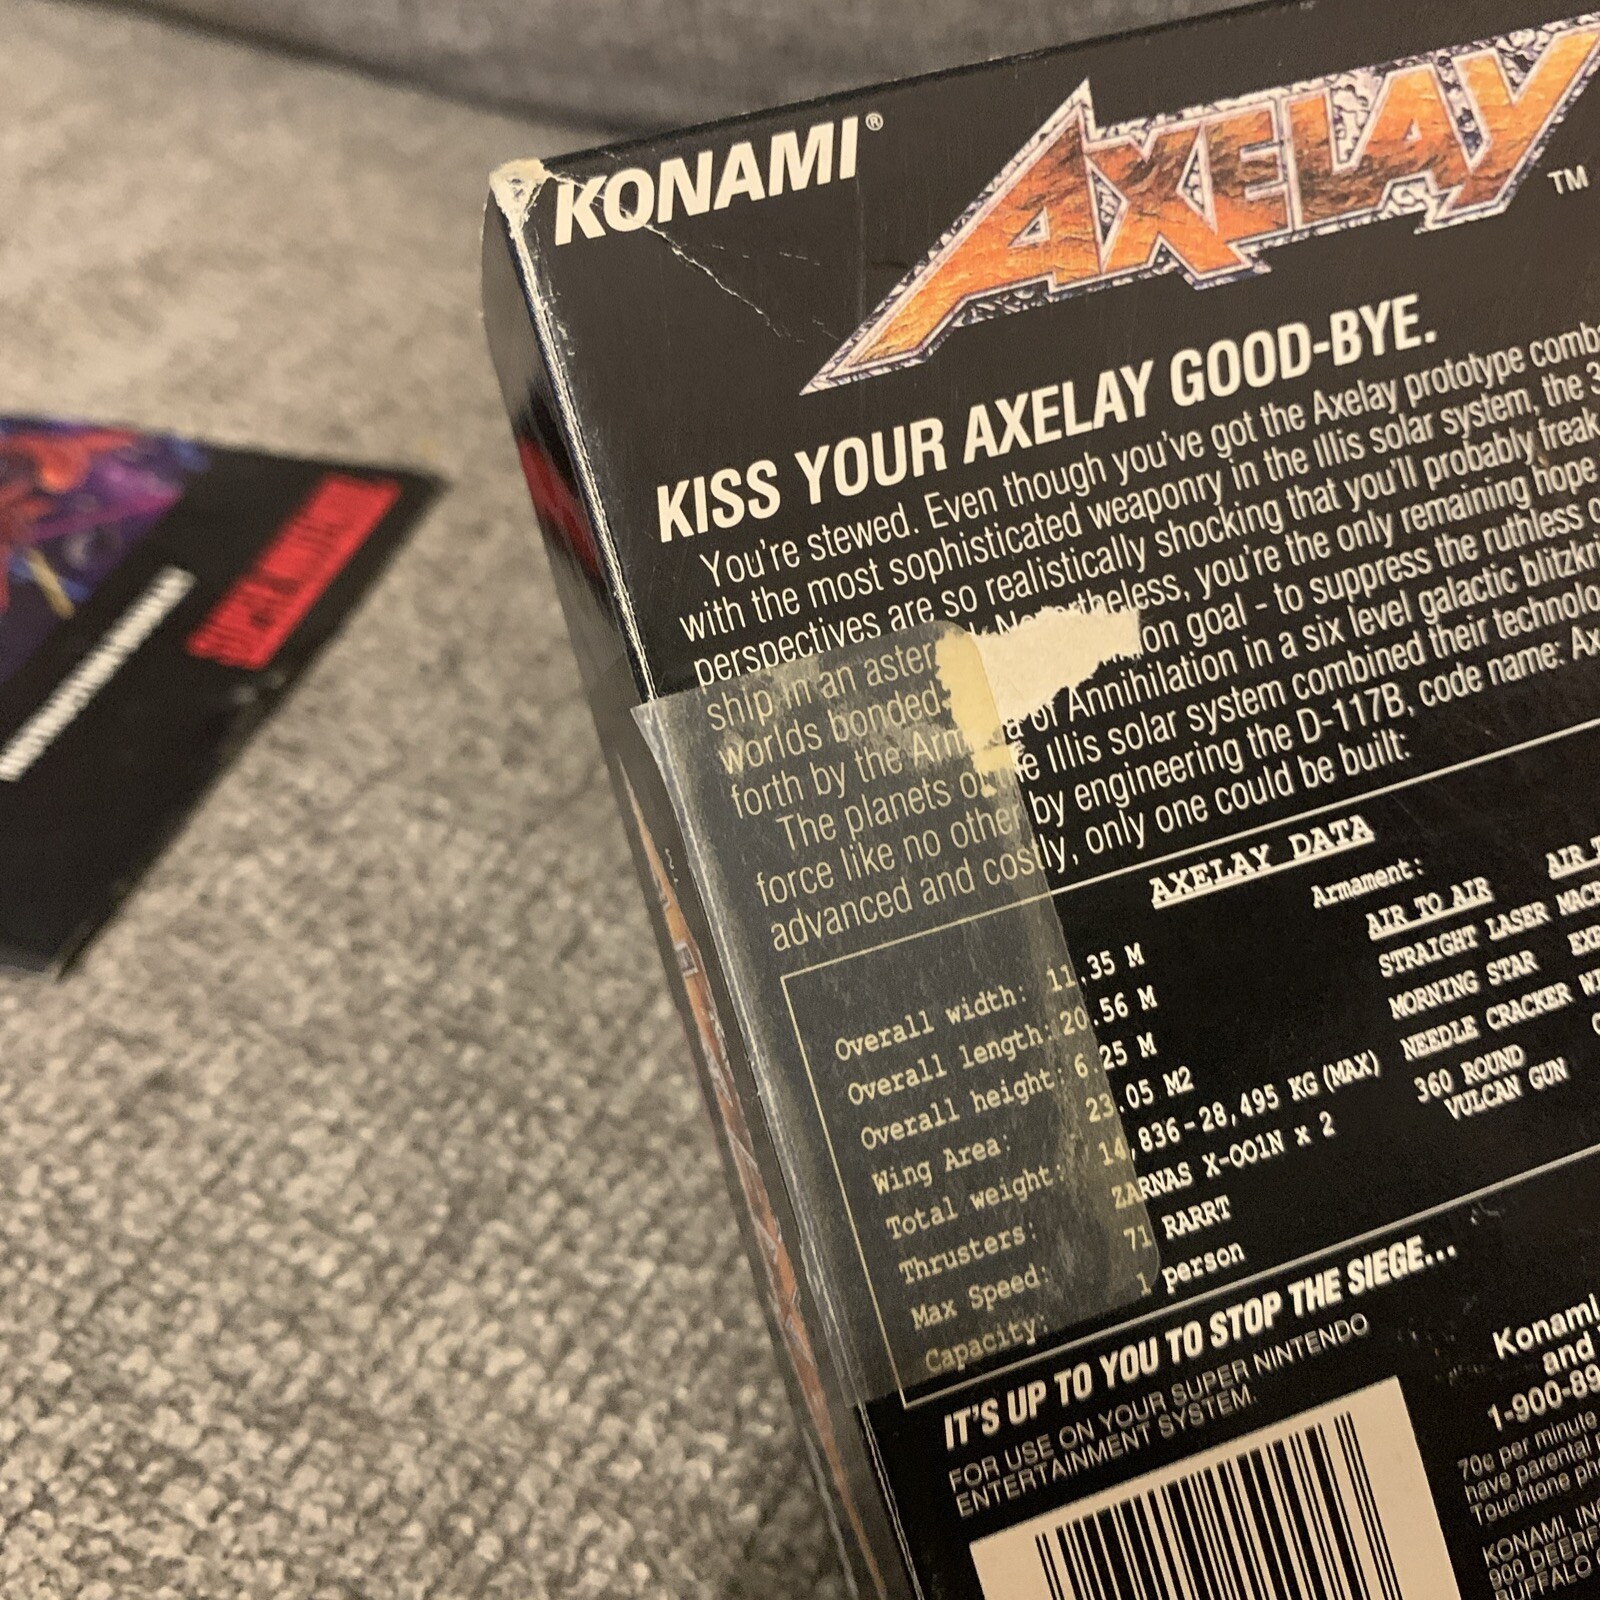 KONAMI®
AXELAY™
KISS YOUR AXELAY GOOD-BYE.
You're stewed. Even though you've got the Axelay prototype
with the most sophisticated weaponry in the Illis solar system, the 3
perspectives are so realistically shocking that you'll probably freak
ship in an aster Nevertheless, you're the only remaining hope
worlds bonded on goal - to suppress the ruthless
forth by the Armada of Annihilation in a six level galactic
The planets of the Illis solar system combined their
force like no other by engineering the D-117B, code name: Ax
advanced and costly, only one could be built:
AXELAY DATA
Armament:
AIR TO AIR AIR
STRAIGHT LASER
MORNING STAR
NEEDLE CRACKER
360 ROUND
VULCAN GUN
Overall width: 11.35 M
Overall length: 20.56 M
Overall height: 6.25 M
Wing Area: 23.05 M2
Total weight: 14,836-28,495 KG (MAX)
Thrusters: ZARNAS X-001N x 2
Max Speed: 71 RARRT
Capacity: 1 person
IT'S UP TO YOU TO STOP THE SIEGE...
FOR USE ON YOUR SUPER NINTENDO
ENTERTAINMENT SYSTEM.
Konami
and
1-900-89
70¢ per minute
have parental
Touchtone
KONAMI, INC
900
BUFFALO